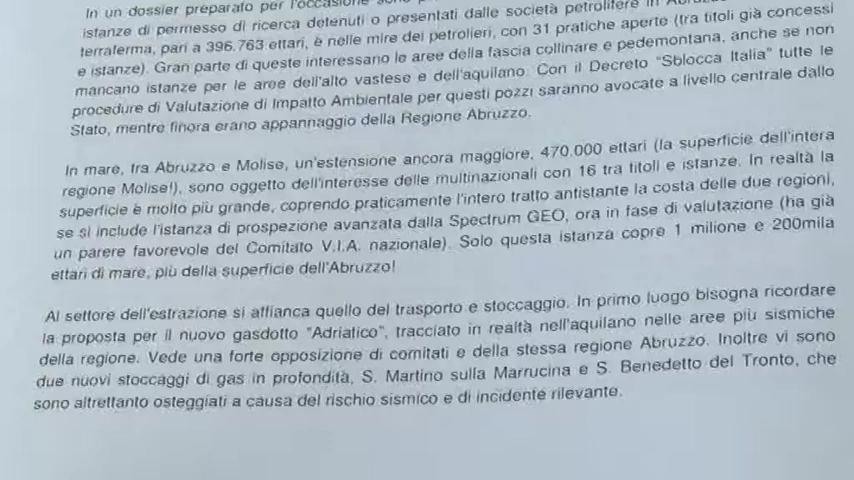 In un dossier preparato per l'occasione sono
istanze di permesso di ricerca detenuti o presentati dalle società petrolifere in
terraferma, pari a 396.763 ettari, è nelle mire dei petrolieri, con 31 pratiche aperte (tra titoli già concessi
e istanze). Gran parte di queste interessano le aree della fascia collinare e pedemontana, anche se non
mancano istanze per le aree dell'alto vastese e dell'aquilano. Con il Decreto "Sblocca Italia" tutte le
procedure di Valutazione di Impatto Ambientale per questi pozzi saranno avocate a livello centrale dallo
Stato, mentre finora erano appannaggio della Regione Abruzzo.
In mare, tra Abruzzo e Molise, un'estensione ancora maggiore, 470.000 ettari (la superficie dell'intera
regione Molise!), sono oggetto dell'interesse delle multinazionali con 16 tra titoli e istanze. In realtà la
superficie è molto più grande, coprendo praticamente l'intero tratto antistante la costa delle due regioni,
se si include l'istanza di prospezione avanzata dalla Spectrum GEO, ora in fase di valutazione (ha già
un parere favorevole del Comitato V.I.A. nazionale). Solo questa istanza copre 1 milione e 200mila
ettari di mare, più della superficie dell'Abruzzo!
Al settore dell'estrazione si affianca quello del trasporto e stoccaggio. In primo luogo bisogna ricordare
la proposta per il nuovo gasdotto "Adriatico", tracciato in realtà nell'aquilano nelle aree più sismiche
della regione. Vede una forte opposizione di comitati e della stessa regione Abruzzo. Inoltre vi sono
due nuovi stoccaggi di gas in profondità, S. Martino sulla Marrucina e S. Benedetto del Tronto, che
sono altrettanto osteggiati a causa del rischio sismico e di incidente rilevante.